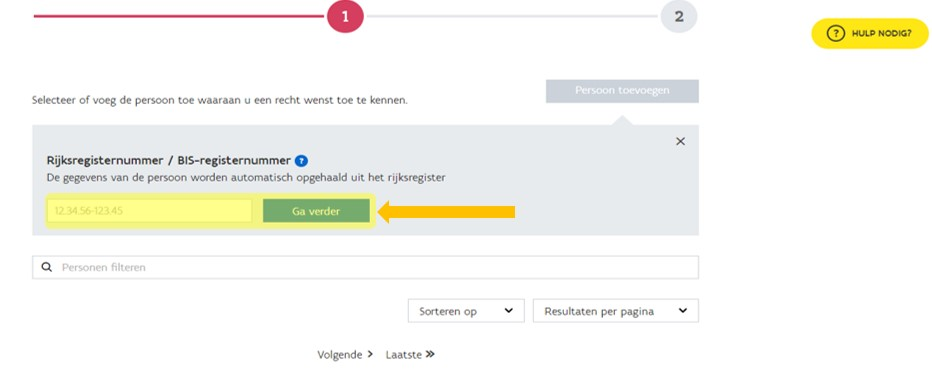 1
2
HULP NODIG?
Selecteer of voeg de persoon toe waaraan u een recht wenst toe te kennen.
Persoon toevoegen
Rijksregisternummer / BIS-registernummer ?
De gegevens van de persoon worden automatisch opgehaald uit het rijksregister
12.34.56-123.45
Ga verder
Personen filteren
Sorteren op
Resultaten per pagina
Volgende
Laatste